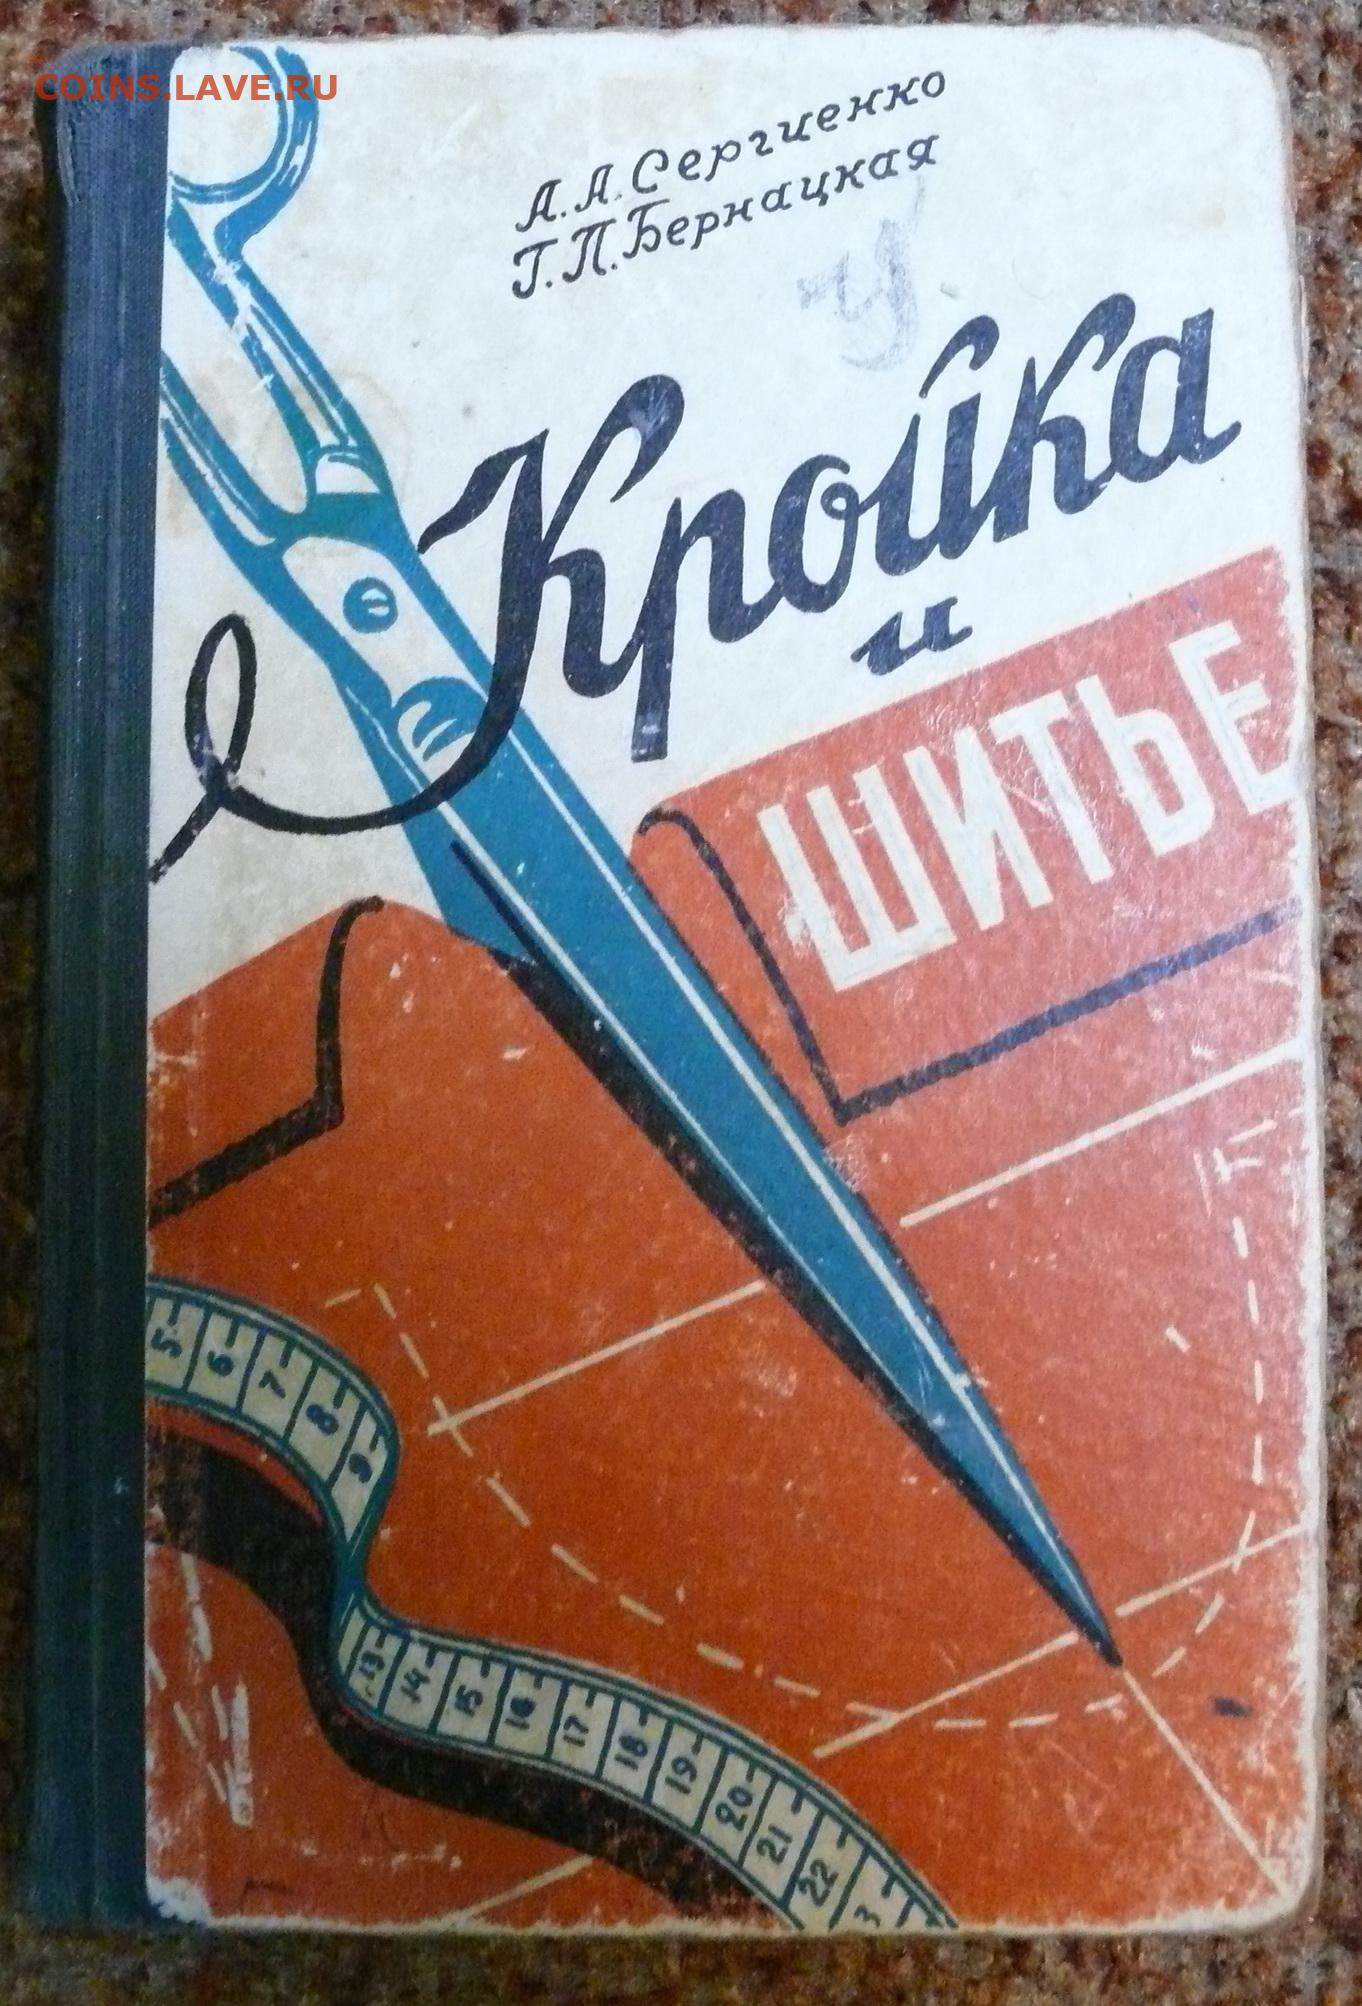 COINS.LAVE.RU
А.А.Сергиенко
Г.П.Бернацкая
Кройка
и
ШИТЬЕ
5 6 7 8 9
13 14 15 16 17 18 19 20 21 22 3